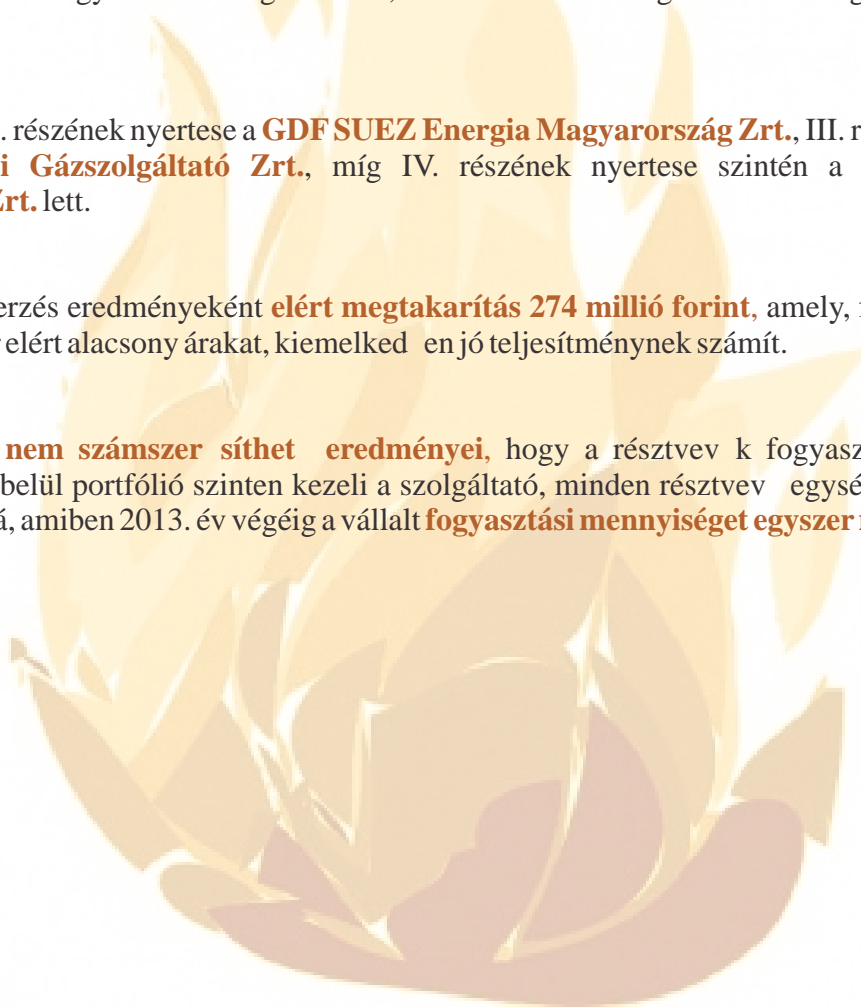 . részének nyertese a GDF SUEZ Energia Magyarország Zrt., III. r
i Gázszolgáltató Zrt., míg IV. részének nyertese szintén a
Zrt. lett.
erzés eredményeként elért megtakarítás 274 millió forint, amely,
elért alacsony árakat, kiemelked en jó teljesítménynek számít.
nem számszer síthet eredményei, hogy a résztvev k fogyasz
belül portfólió szinten kezeli a szolgáltató, minden résztvev egysé
á, amiben 2013. év végéig a vállalt fogyasztási mennyiséget egyszer